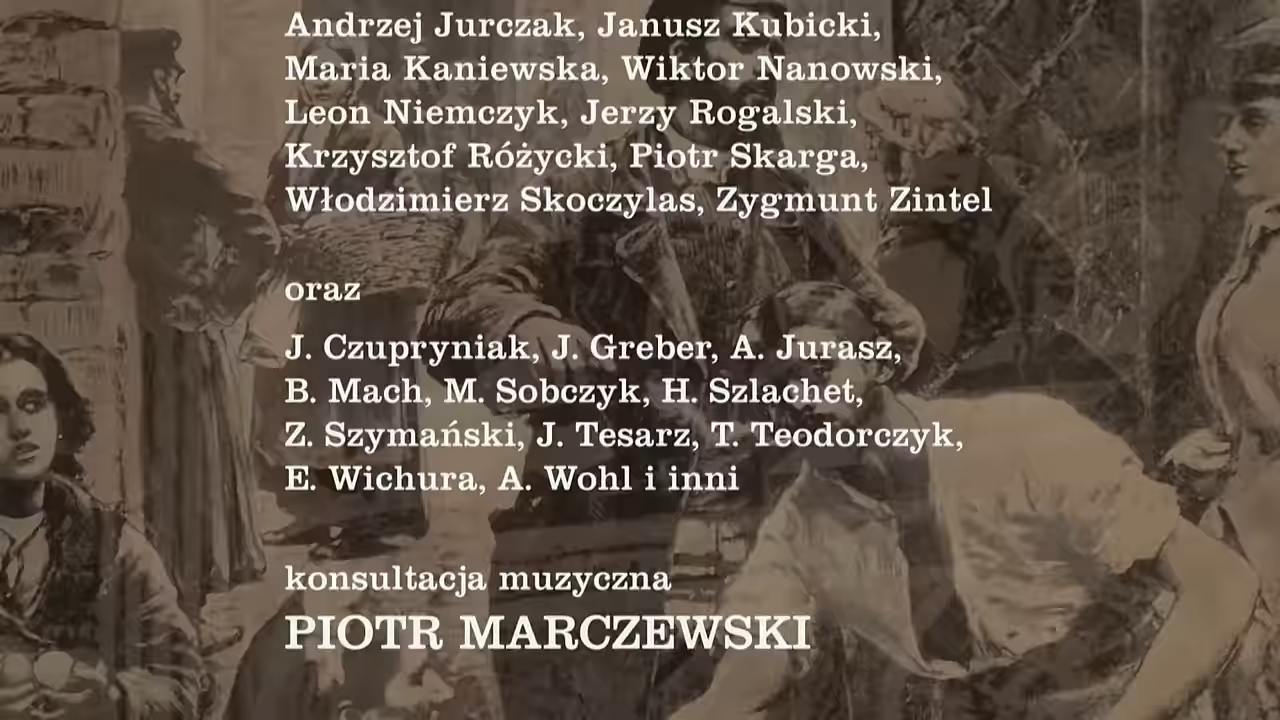 Andrzej Jurczak, Janusz Kubicki,
Maria Kaniewska, Wiktor Nanowski,
Leon Niemczyk, Jerzy Rogalski,
Krzysztof Różycki, Piotr Skarga,
Włodzimierz Skoczylas, Zygmunt Zintel
oraz
J. Czupryniak, J. Greber, A. Jurasz,
B. Mach, M. Sobczyk, H. Szlachet,
Z. Szymański, J. Tesarz, T. Teodorczyk,
E. Wichura, A. Wohl i inni
konsultacja muzyczna
PIOTR MARCZEWSKI